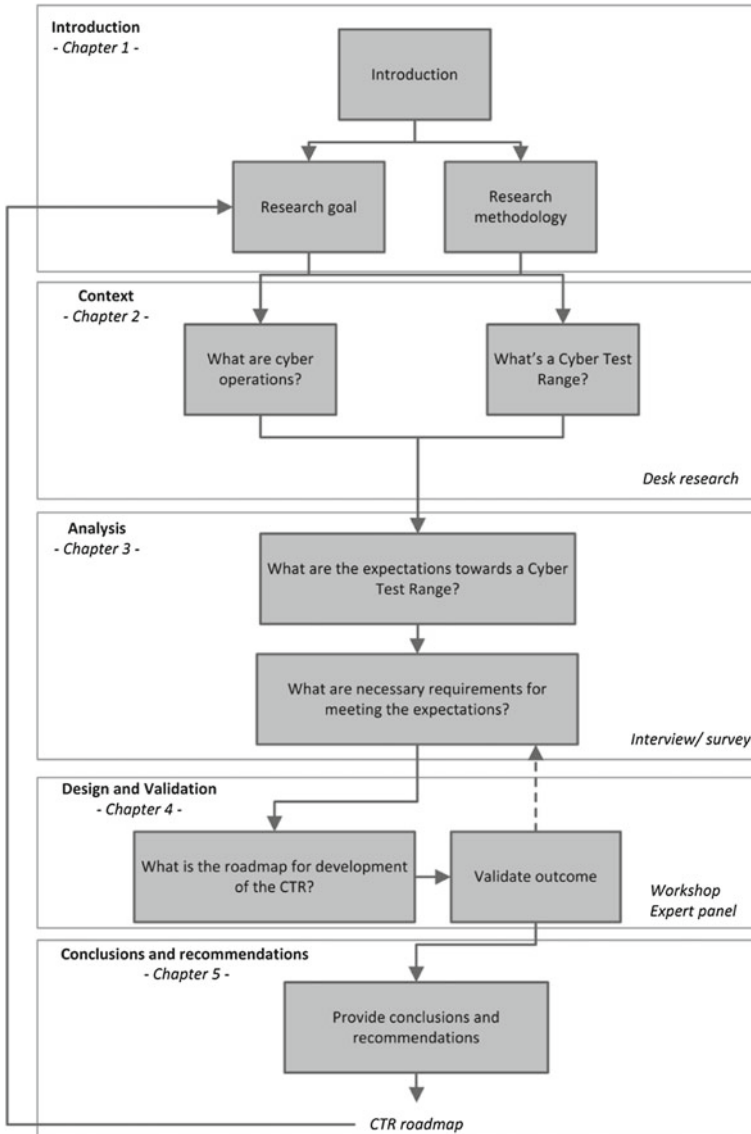 Introduction
- Chapter 1 -
Introduction
Research goal
Research
methodology
Context
- Chapter 2 -
What are cyber
operations?
What's a Cyber Test
Range?
Desk research
Analysis
- Chapter 3 -
What are the expectations towards a Cyber
Test Range?
What are necessary requirements for
meeting the expectations?
Interview/ survey
Design and Validation
- Chapter 4 -
What is the roadmap for development
of the CTR?
Validate outcome
Workshop
Expert panel
Conclusions and recommendations
- Chapter 5 -
Provide conclusions and
recommendations
CTR roadmap